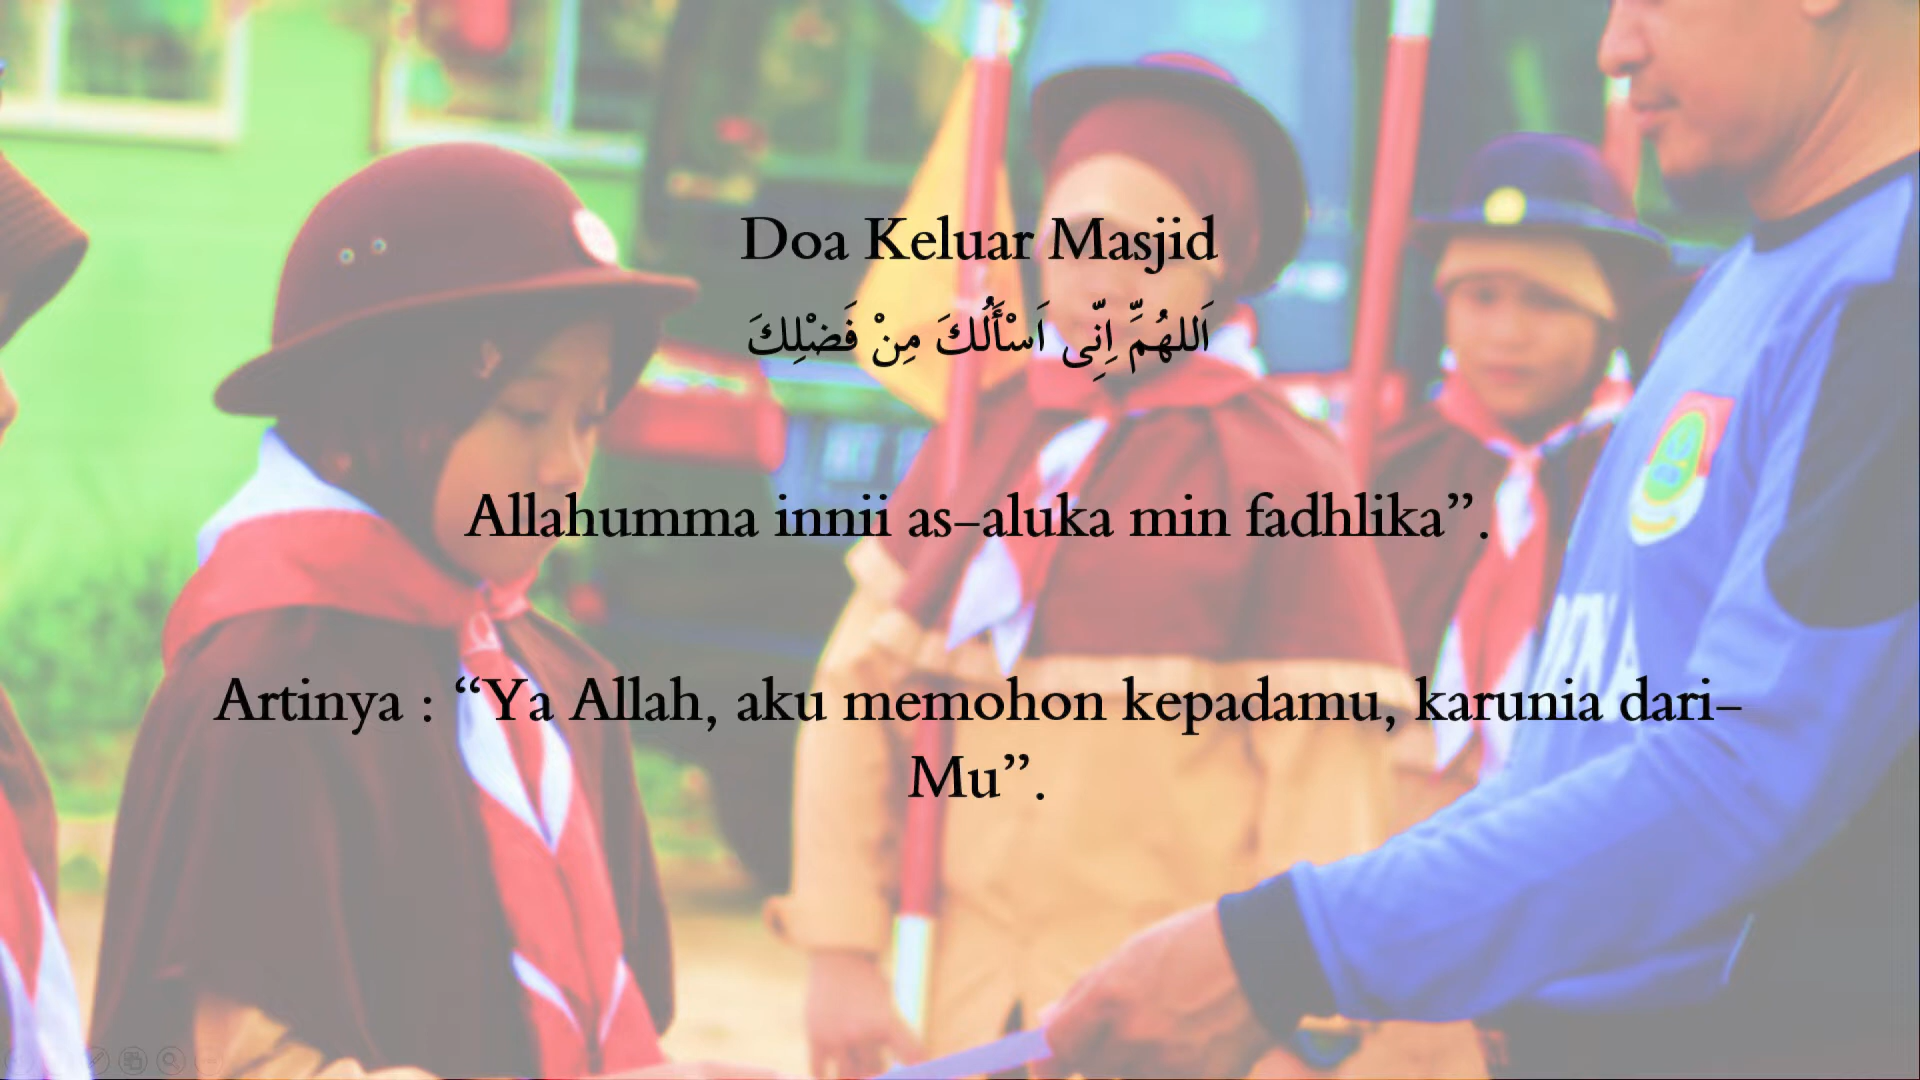 Doa Keluar Masjid
اَللهُمَِّ اِنِّى اَسْأَلُكَ مِنْ فَضْلِكَ
Allahumma innii as-aluka min fadhlika”.
Artinya : “Ya Allah, aku memohon kepadamu, karunia dari-
Mu”.